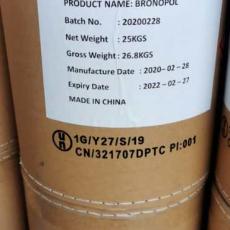 PRODUCT NAME: BRONOPOL
Batch No. : 20200228
Net Weight : 25KGS
Gross Weight : 26.8KGS
Manufacture Date : 2020-02-28
Expiry Date : 2022-02-27
MADE IN CHINA
un 1G/Y27/S/19
CN/321707DPTC PI:001